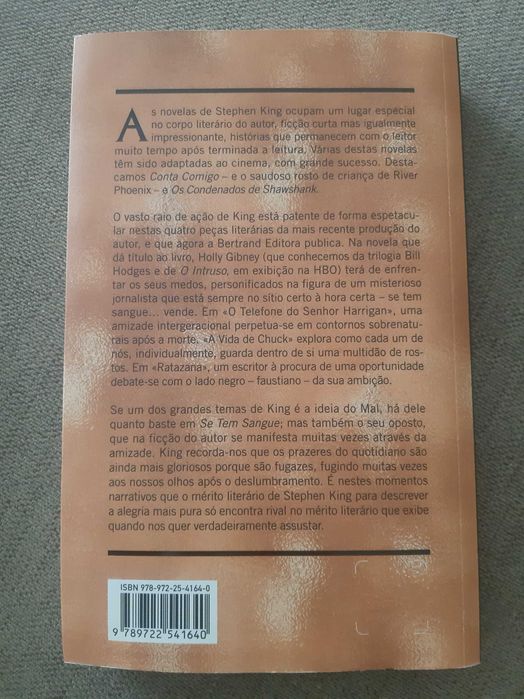 As novelas de Stephen King ocupam um lugar especial
no corpo literário do autor, ficção curta mas igualmente
impressionante, histórias que permanecem com o leitor
muito tempo após terminada a leitura. Várias destas novelas
têm sido adaptadas ao cinema, com grande sucesso. Desta-
camos Conta Comigo – e o saudoso rosto de criança de River
Phoenix – e Os Condenados de Shawshank.
O vasto raio de ação de King está patente de forma espetacu-
lar nestas quatro peças literárias da mais recente produção do
autor, e que agora a Bertrand Editora publica. Na novela que
dá título ao livro, Holly Gibney (que conhecemos da trilogia Bill
Hodges e de O Intruso, em exibição na HBO) terá de enfren-
tar os seus medos, personificados na figura de um misterioso
jornalista que está sempre no sítio certo à hora certa – se tem
sangue... vende. Em «O Telefone do Senhor Harrigan», uma
amizade intergeracional perpetua-se em contornos sobrenatu-
rais após a morte. «A Vida de Chuck» explora como cada um de
nós, individualmente, guarda dentro de si uma multidão de ros-
tos. Em «Ratazana», um escritor à procura de uma oportunidade
debate-se com o lado negro – faustiano – da sua ambição.
Se um dos grandes temas de King é a ideia do Mal, há dele
quanto baste em Se Tem Sangue; mas também o seu oposto,
que na ficção do autor se manifesta muitas vezes através da
amizade. King recorda-nos que os prazeres do quotidiano são
ainda mais gloriosos porque são fugazes, fugindo muitas vezes
aos nossos olhos após o deslumbramento. É nestes momentos
narrativos que o mérito literário de Stephen King para descrever
a alegria mais pura só encontra rival no mérito literário que exibe
quando nos quer verdadeiramente assustar.
ISBN 978-972-25-4164-0
9 789722 541640